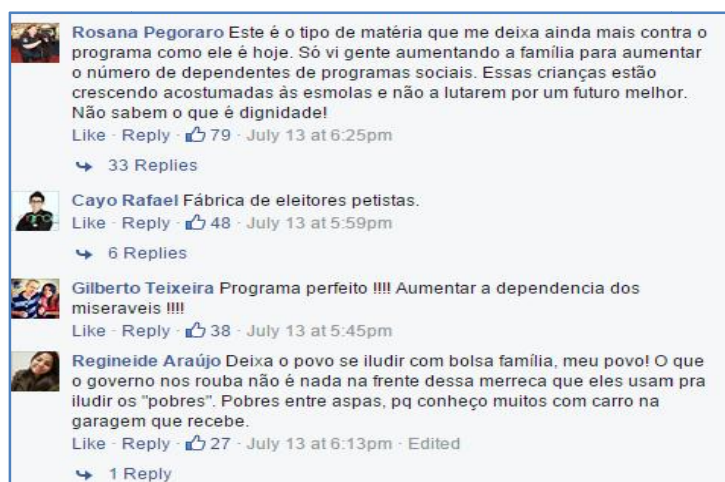 Rosana Pegoraro Este é o tipo de matéria que me deixa ainda mais contra o
programa como ele é hoje. Só vi gente aumentando a família para aumentar
o número de dependentes de programas sociais. Essas crianças estão
crescendo acostumadas às esmolas e não a lutarem por um futuro melhor.
Não sabem o que é dignidade!
Like · Reply · 79 · July 13 at 6:25pm
33 Replies
Cayo Rafael Fábrica de eleitores petistas.
Like · Reply · 48 · July 13 at 5:59pm
6 Replies
Gilberto Teixeira Programa perfeito !!!! Aumentar a dependencia dos
miseraveis !!!!
Like · Reply · 38 · July 13 at 5:45pm
Regineide Araújo Deixa o povo se iludir com bolsa família, meu povo! O que
o governo nos rouba não é nada na frente dessa merreca que eles usam pra
iludir os "pobres". Pobres entre aspas, pq conheço muitos com carro na
garagem que recebe.
Like · Reply · 27 · July 13 at 6:13pm · Edited
1 Reply